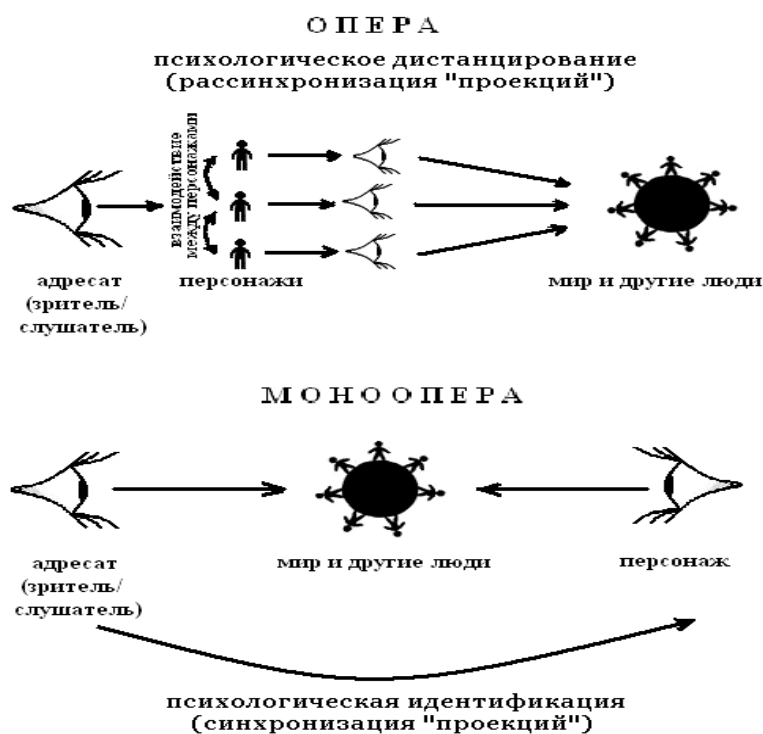 ОПЕРА
психологическое дистанцирование
(рассинхронизация "проекций")
взаимодействие
между персонажами
адресат
(зритель/
слушатель)
персонажи
мир и другие люди
МОНООПЕРА
адресат
(зритель/
слушатель)
мир и другие люди
персонаж
психологическая идентификация
(синхронизация "проекций")